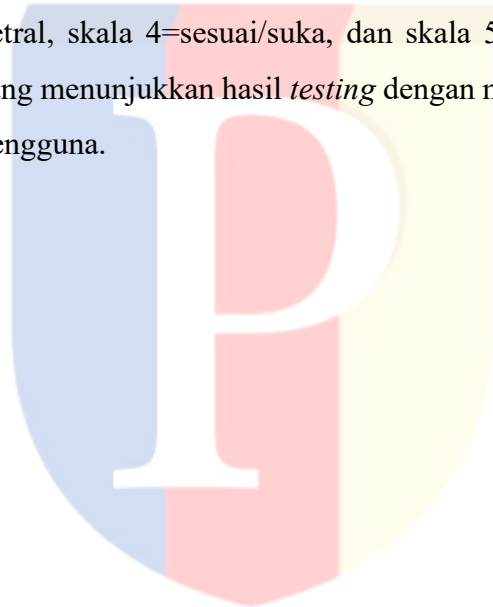 etral, skala 4=sesuai/suka, dan skala 5
ng menunjukkan hasil testing dengan
engguna.
P